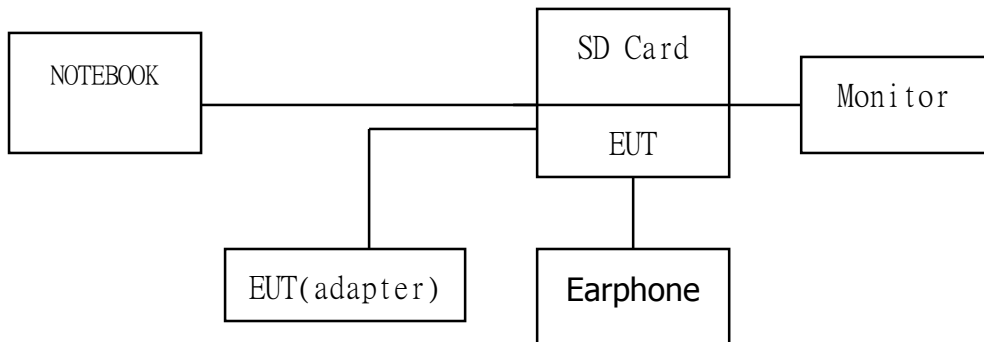 SD Card
NOTEBOOK
Monitor
EUT
EUT(adapter)
Earphone